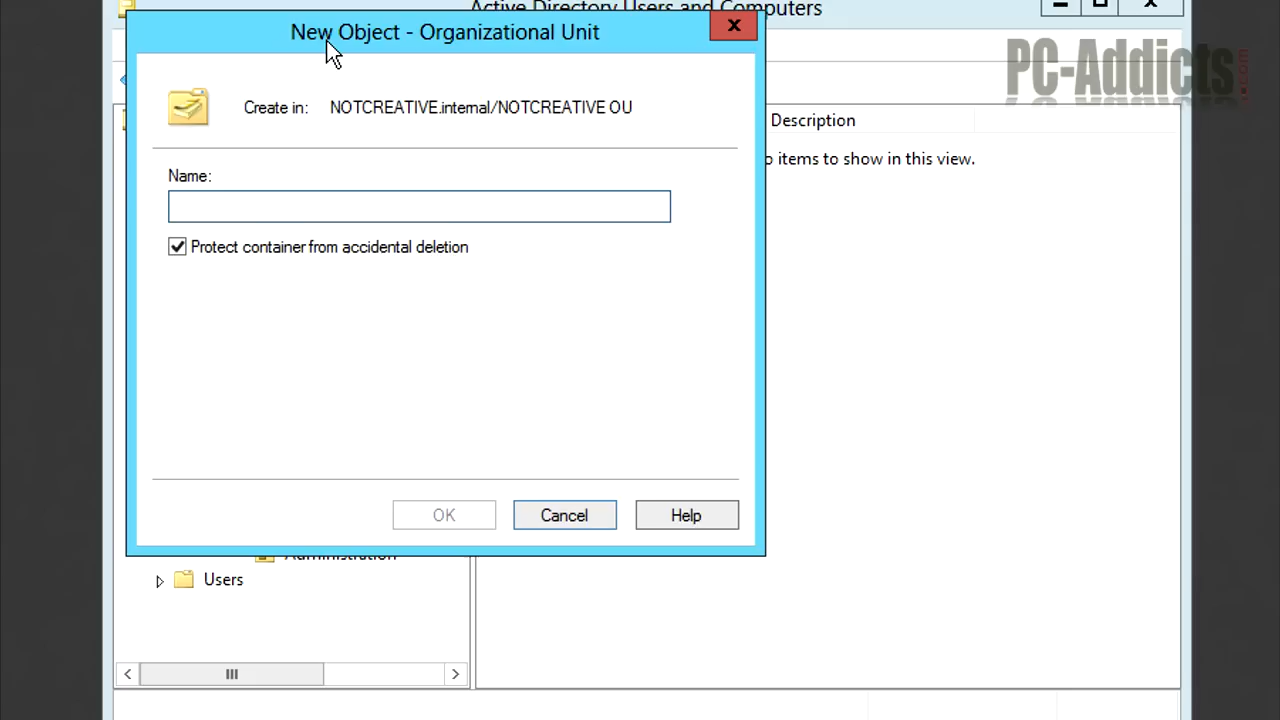 Active Directory Users and Computers
New Object - Organizational Unit
x
PC-Addicts
.com
Create in: NOTCREATIVE.internal/NOTCREATIVE OU
Description
o items to show in this view.
Name:
Protect container from accidental deletion
OK
Cancel
Help
Administration
Users